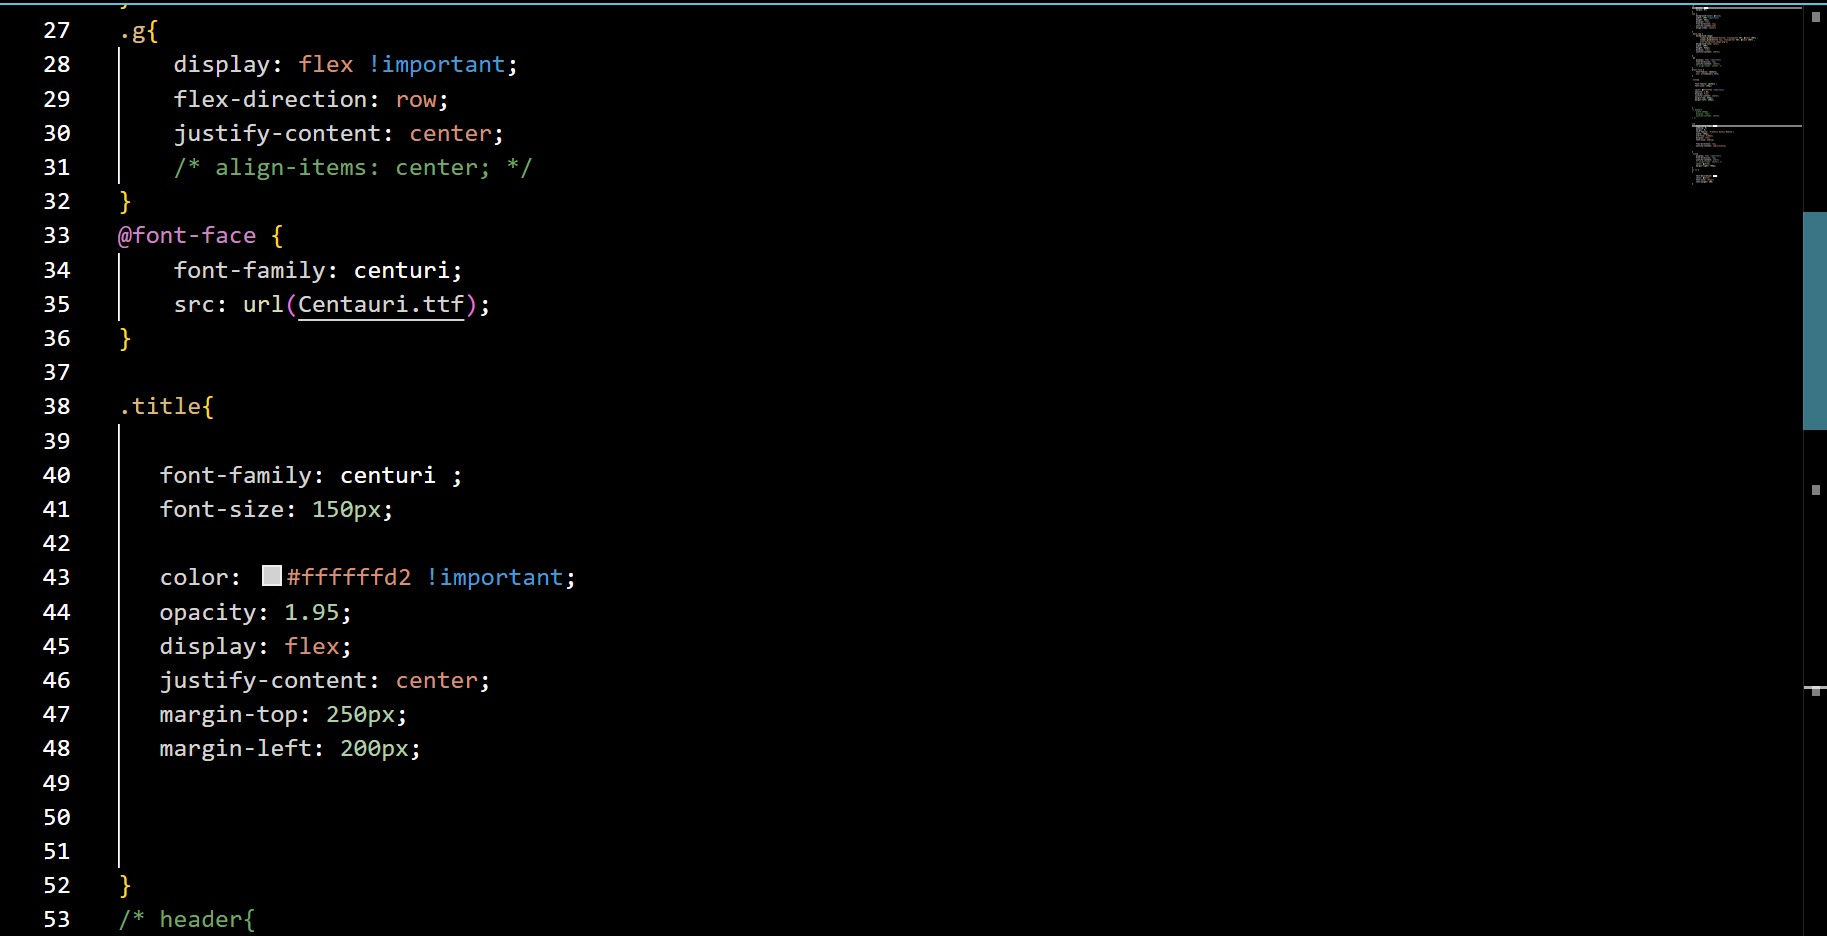 27 .g{
28 display: flex !important;
29 flex-direction: row;
30 justify-content: center;
31 /* align-items: center; */
32 }
33 @font-face {
34 font-family: centuri;
35 src: url(Centauri.ttf);
36 }
37
38 .title{
39
40 font-family: centuri ;
41 font-size: 150px;
42
43 color: #ffffffd2 !important;
44 opacity: 1.95;
45 display: flex;
46 justify-content: center;
47 margin-top: 250px;
48 margin-left: 200px;
49
50
51
52 }
53 /* header{